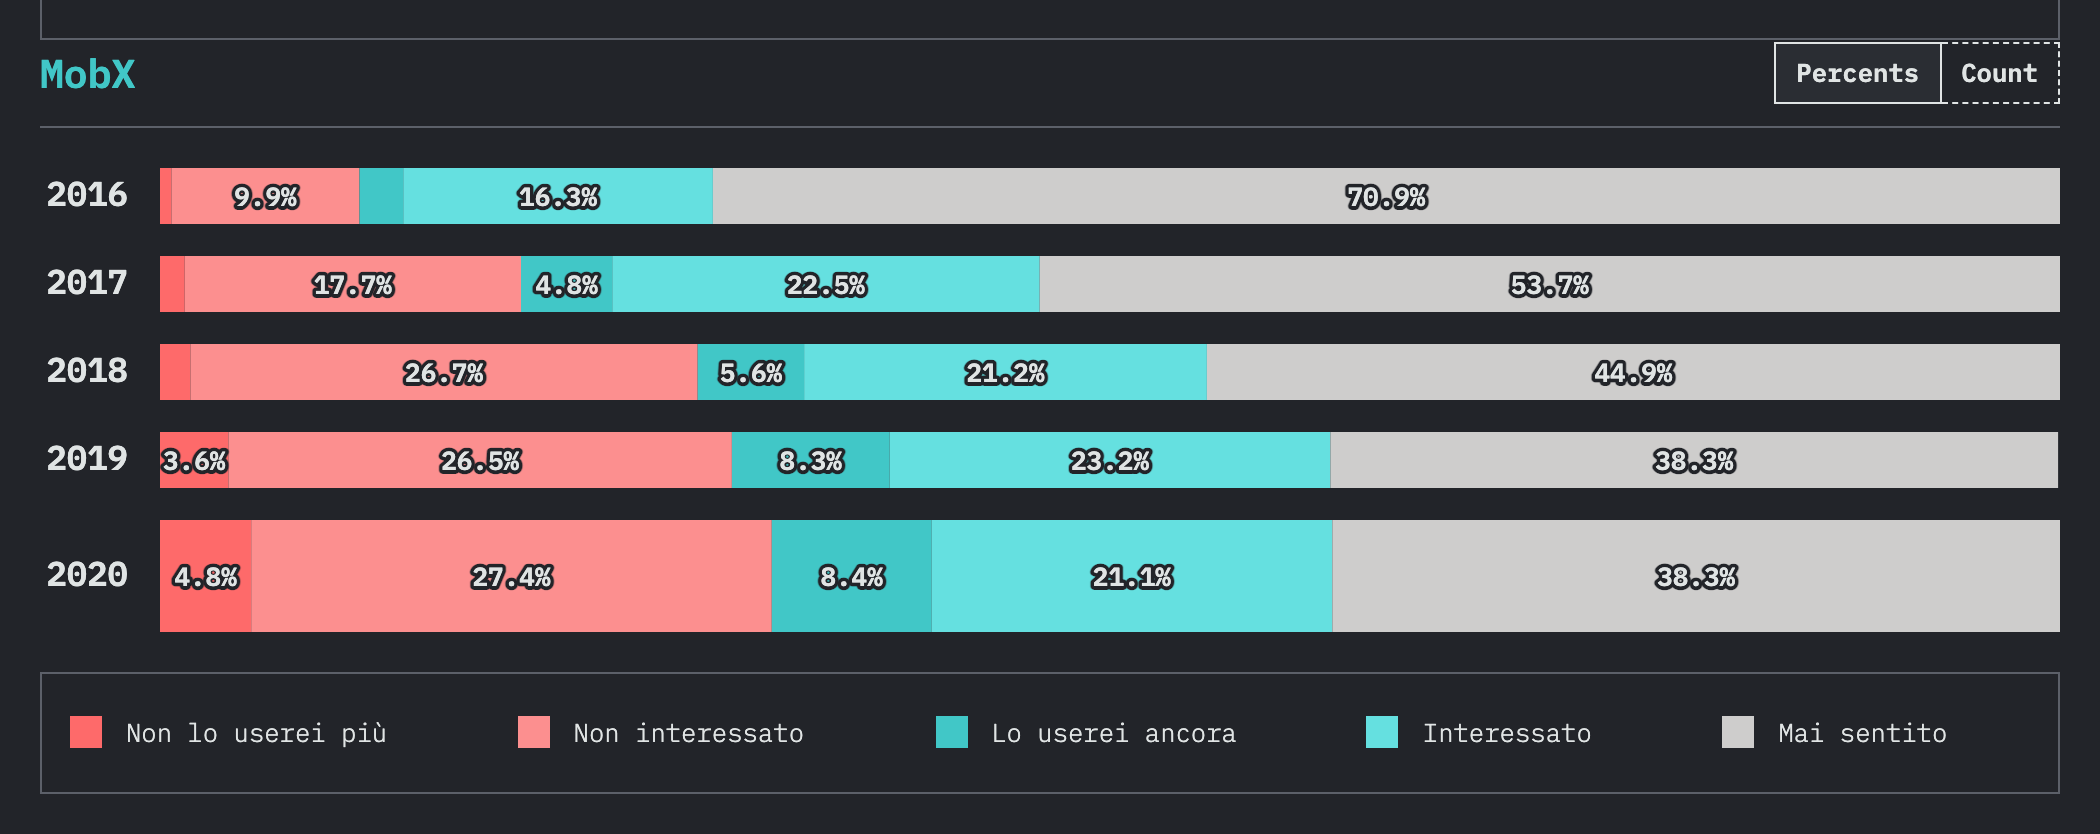 MobX
Percents Count
2016 9.9% 16.3% 70.9%
2017 17.7% 4.8% 22.5% 53.7%
2018 26.7% 5.6% 21.2% 44.9%
2019 3.6% 26.5% 8.3% 23.2% 38.3%
2020 4.8% 27.4% 8.4% 21.1% 38.3%
Non lo userei più Non interessato Lo userei ancora Interessato Mai sentito